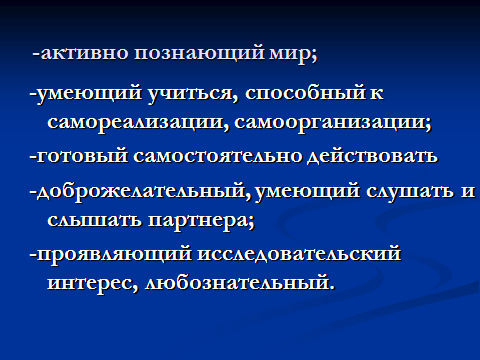 -активно познающий мир;
-умеющий учиться, способный к
самореализации, самоорганизации;
-готовый самостоятельно действовать
-доброжелательный, умеющий слушать и
слышать партнера;
-проявляющий исследовательский
интерес, любознательный.